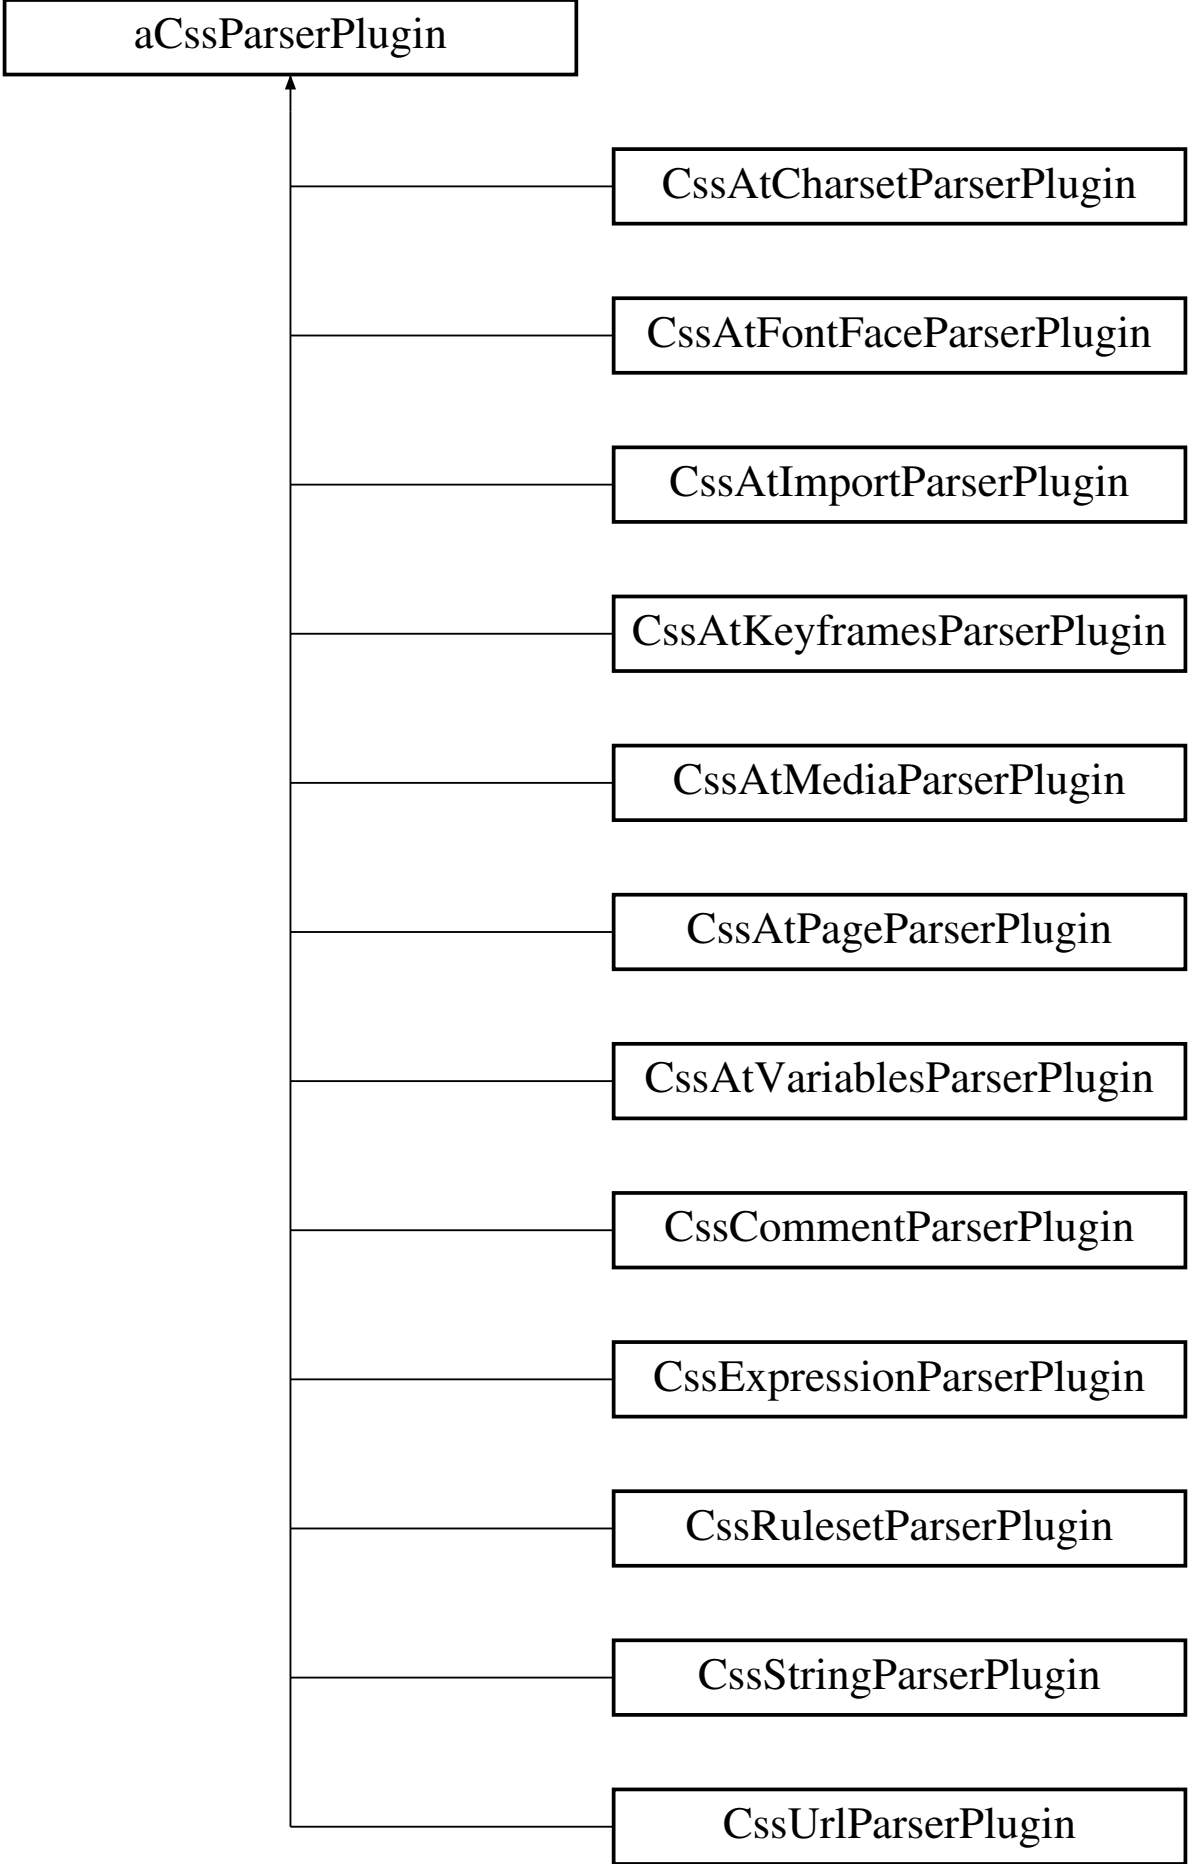 aCssParserPlugin
CssAtCharsetParserPlugin
CssAtFontFaceParserPlugin
CssAtImportParserPlugin
CssAtKeyframesParserPlugin
CssAtMediaParserPlugin
CssAtPageParserPlugin
CssAtVariablesParserPlugin
CssCommentParserPlugin
CssExpressionParserPlugin
CssRulesetParserPlugin
CssStringParserPlugin
CssUrlParserPlugin